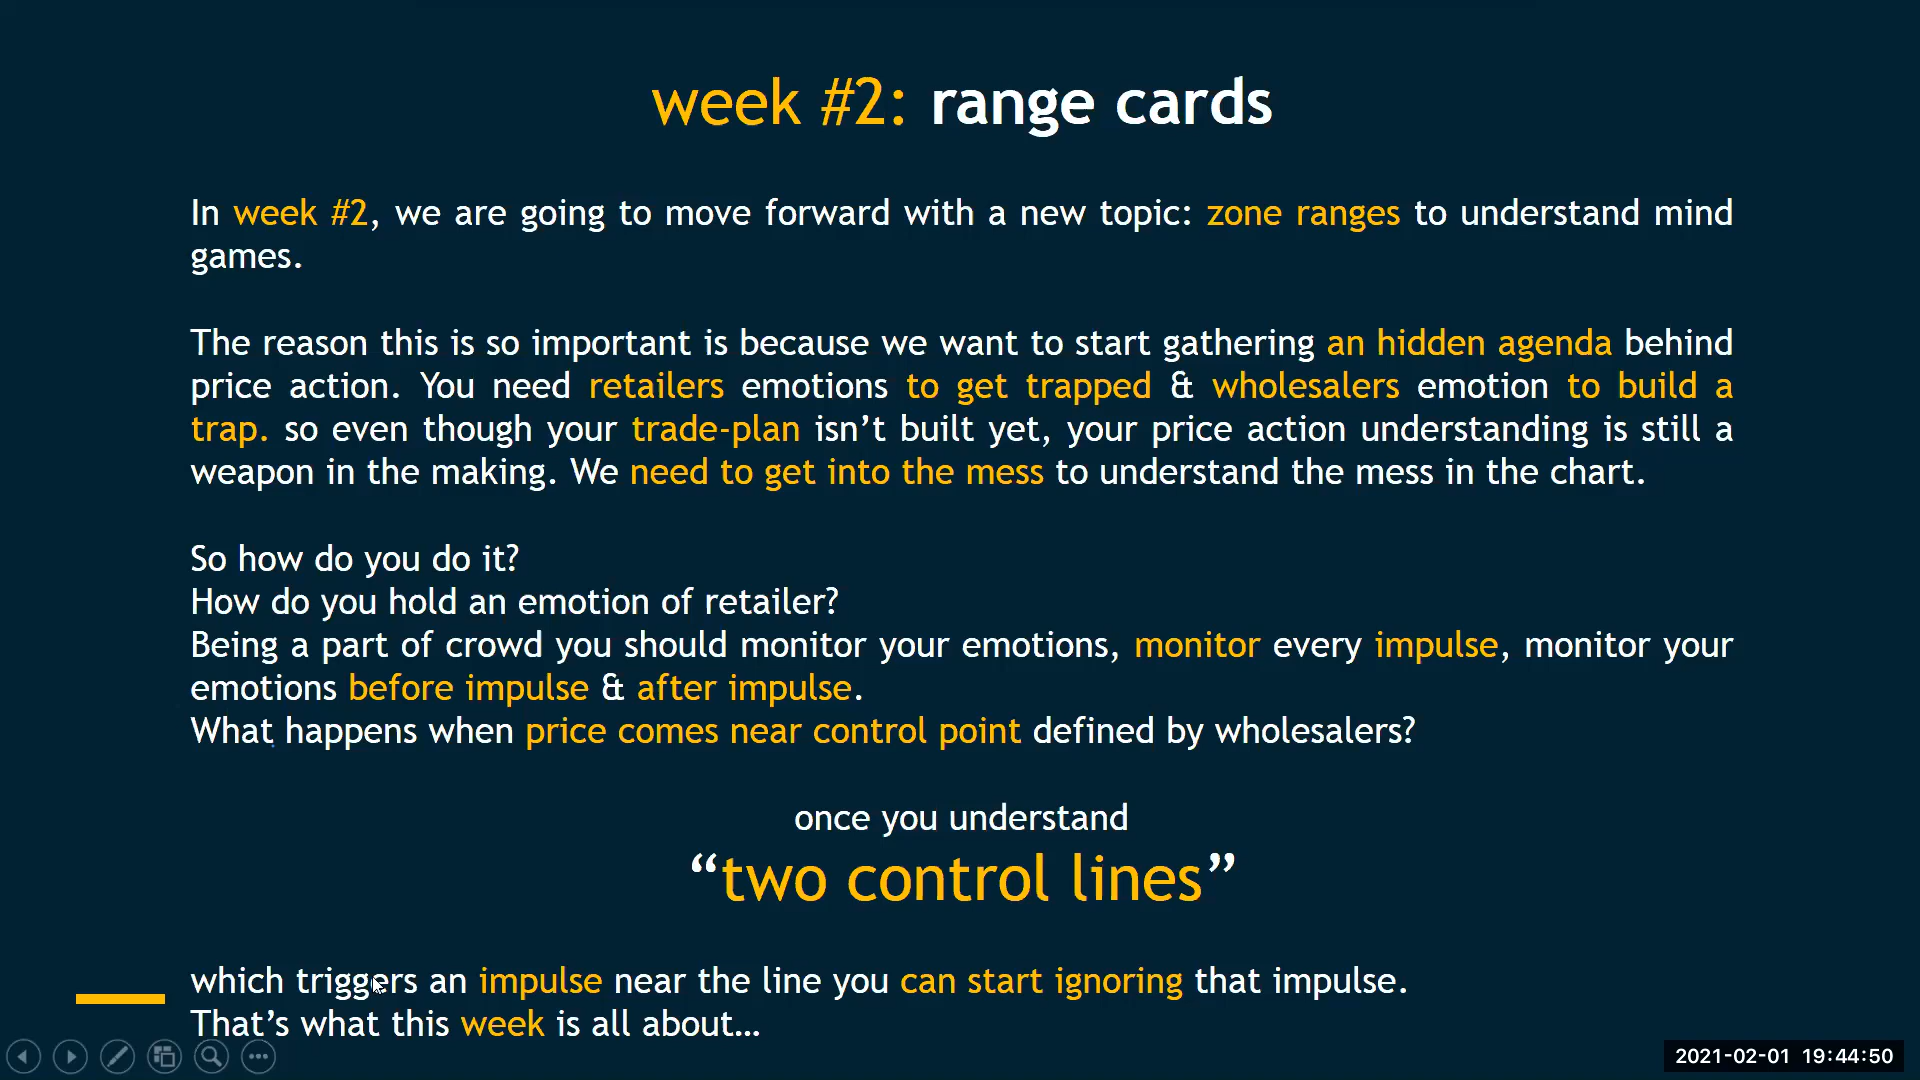 week #2: range cards
In week #2, we are going to move forward with a new topic: zone ranges to understand mind
games.
The reason this is so important is because we want to start gathering an hidden agenda behind
price action. You need retailers emotions to get trapped & wholesalers emotion to build a
trap. so even though your trade-plan isn’t built yet, your price action understanding is still a
weapon in the making. We need to get into the mess to understand the mess in the chart.
So how do you do it?
How do you hold an emotion of retailer?
Being a part of crowd you should monitor your emotions, monitor every impulse, monitor your
emotions before impulse & after impulse.
What happens when price comes near control point defined by wholesalers?
once you understand
“two control lines”
which triggers an impulse near the line you can start ignoring that impulse.
That’s what this week is all about…
2021-02-01 19:44:50